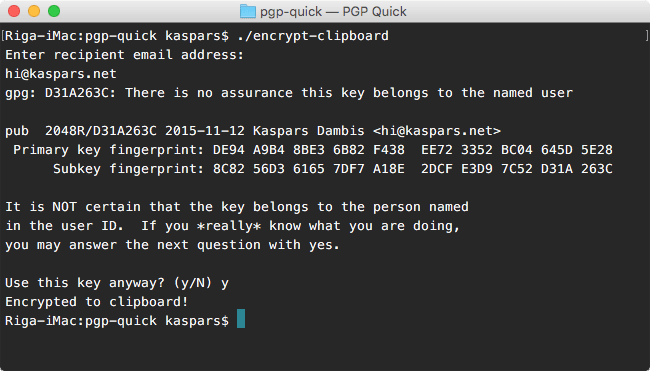 pgp-quick — PGP Quick
[Riga-iMac:pgp-quick kaspars$ ./encrypt-clipboard ]
Enter recipient email address:
hi@kaspars.net
gpg: D31A263C: There is no assurance this key belongs to the named user

pub  2048R/D31A263C 2015-11-12 Kaspars Dambis <hi@kaspars.net>
 Primary key fingerprint: DE94 A9B4 8BE3 6B82 F438  EE72 3352 BC04 645D 5E28
      Subkey fingerprint: 8C82 56D3 6165 7DF7 A18E  2DCF E3D9 7C52 D31A 263C

It is NOT certain that the key belongs to the person named
in the user ID.  If you *really* know what you are doing,
you may answer the next question with yes.

Use this key anyway? (y/N) y
Encrypted to clipboard!
Riga-iMac:pgp-quick kaspars$